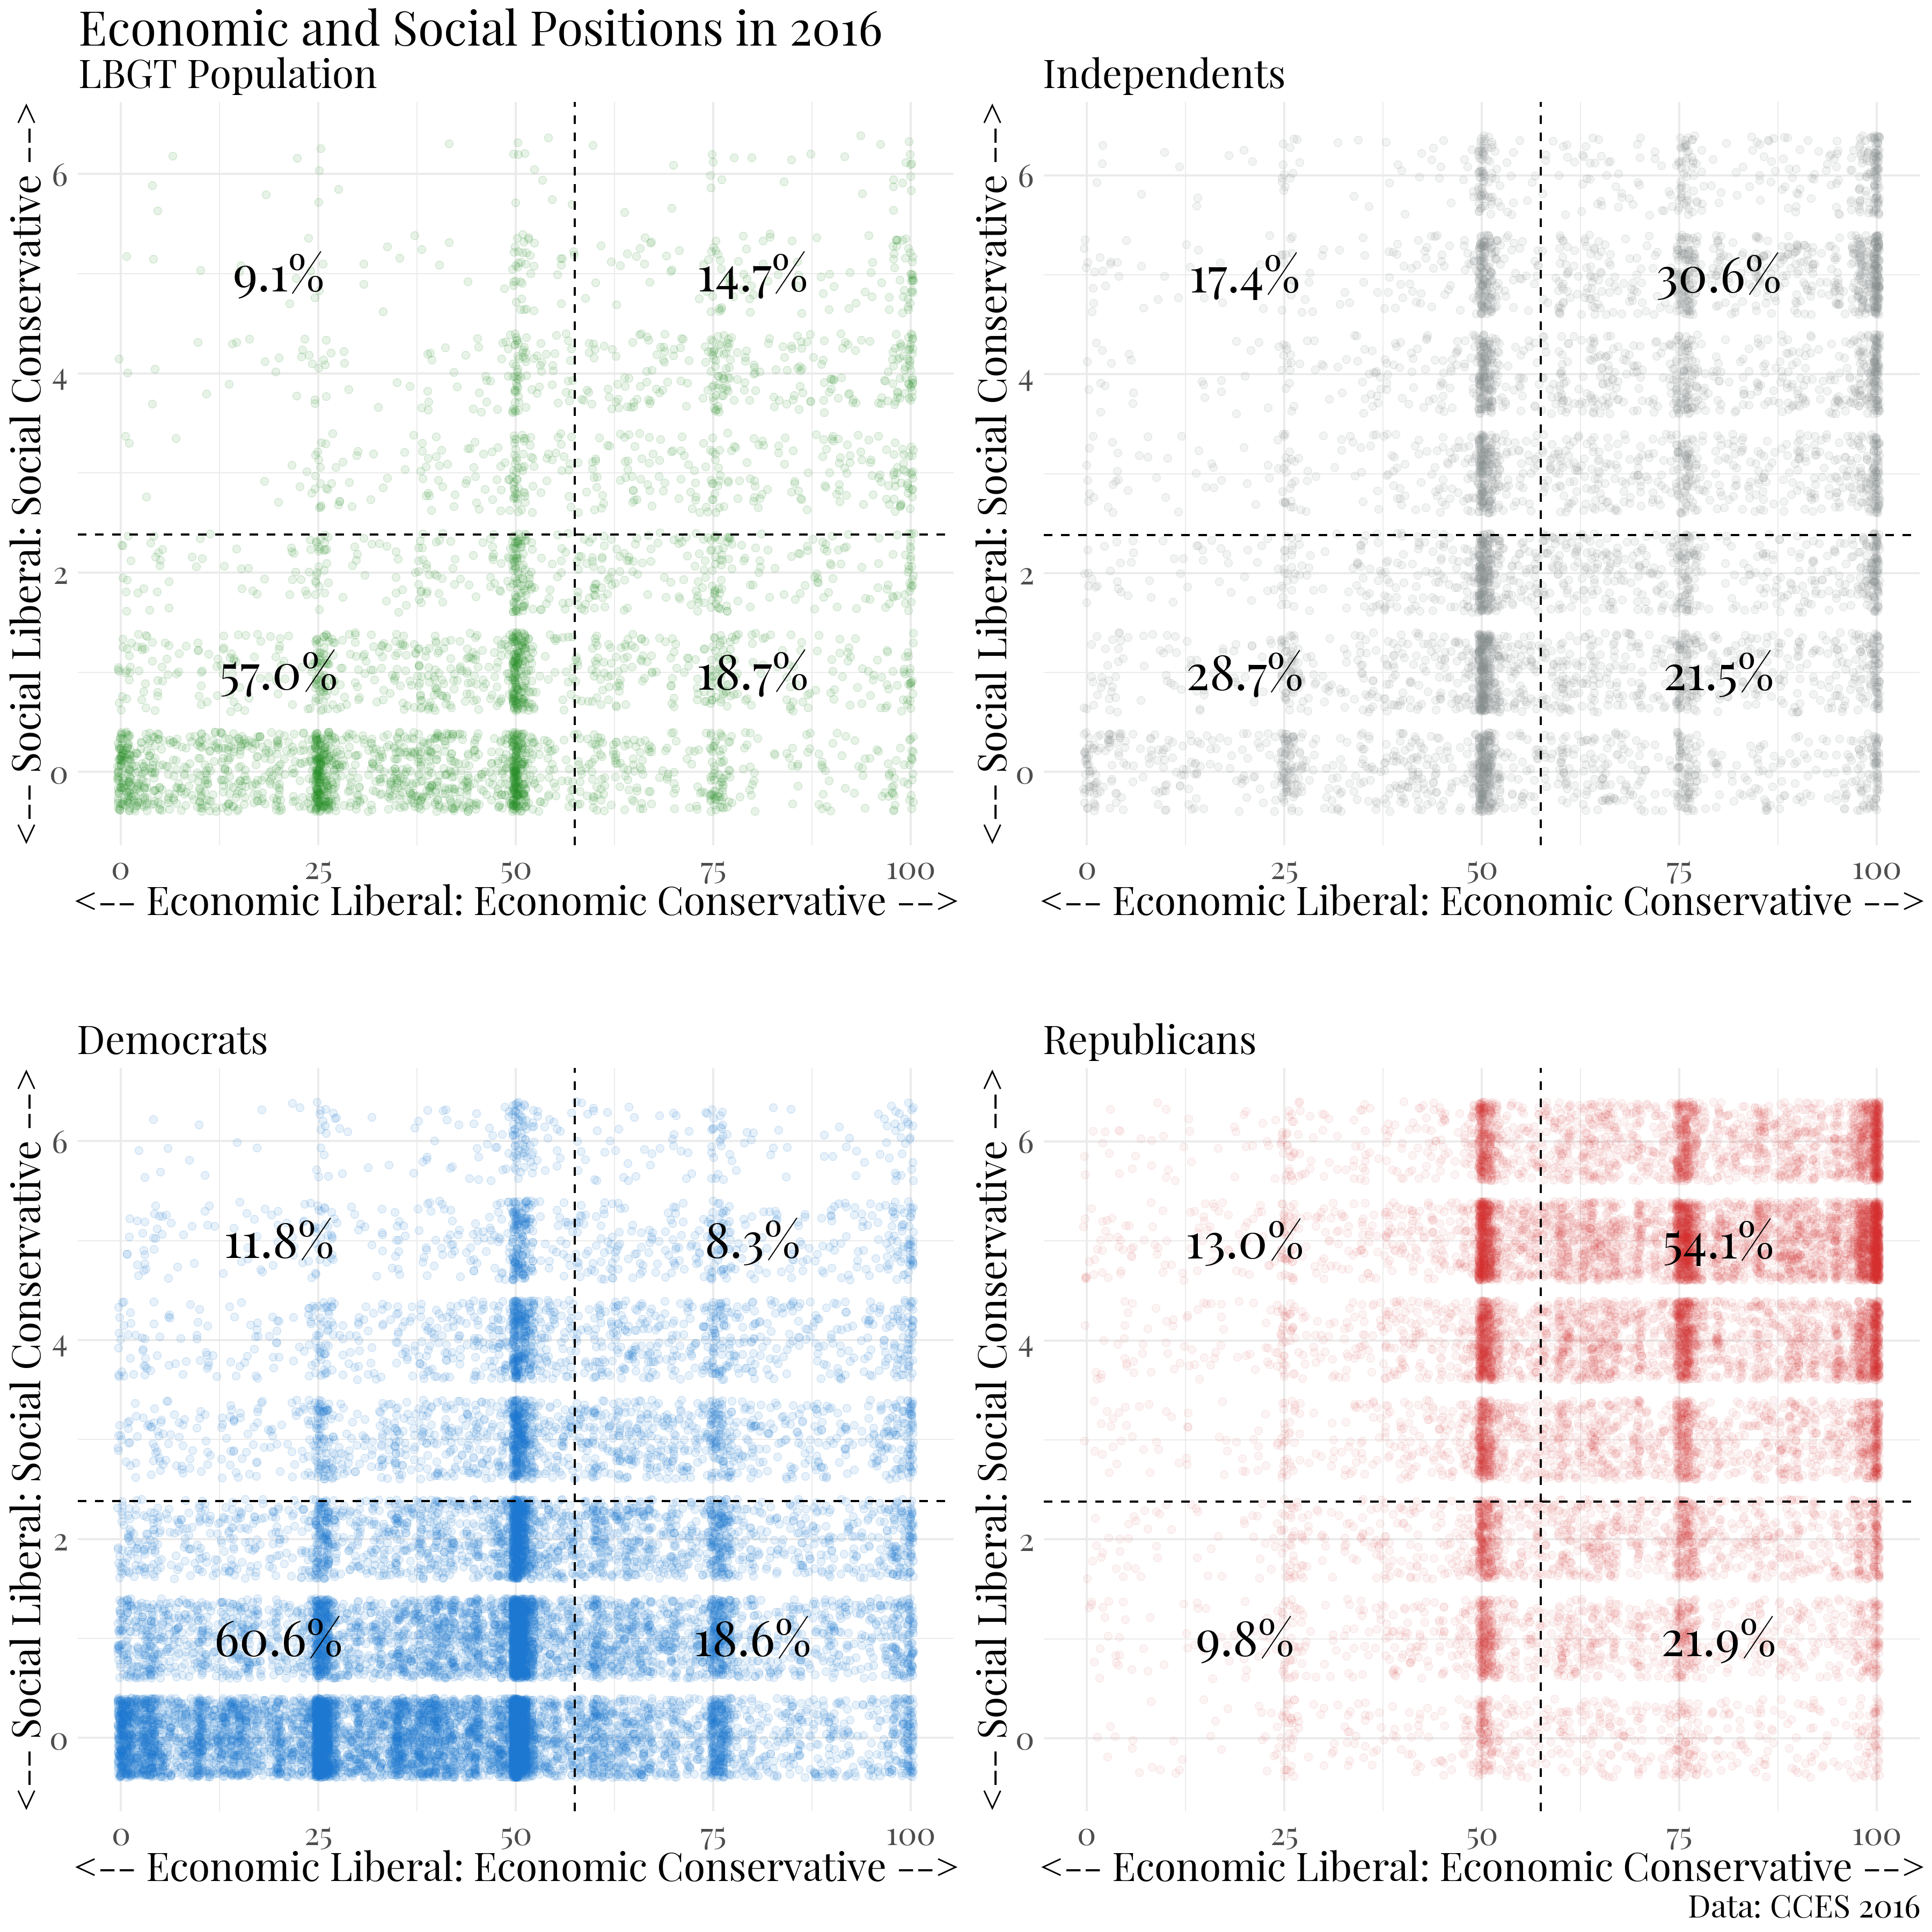 Economic and Social Positions in 2016
LBGT Population
<-- Social Liberal: Social Conservative -->
6
4
2
0
9.1%
14.7%
57.0%
18.7%
0 25 50 75 100
<-- Economic Liberal: Economic Conservative -->
Independents
<-- Social Liberal: Social Conservative -->
6
4
2
0
17.4%
30.6%
28.7%
21.5%
0 25 50 75 100
<-- Economic Liberal: Economic Conservative -->
Democrats
<-- Social Liberal: Social Conservative -->
6
4
2
0
11.8%
8.3%
60.6%
18.6%
0 25 50 75 100
<-- Economic Liberal: Economic Conservative -->
Republicans
<-- Social Liberal: Social Conservative -->
6
4
2
0
13.0%
54.1%
9.8%
21.9%
0 25 50 75 100
<-- Economic Liberal: Economic Conservative -->
Data: CCES 2016